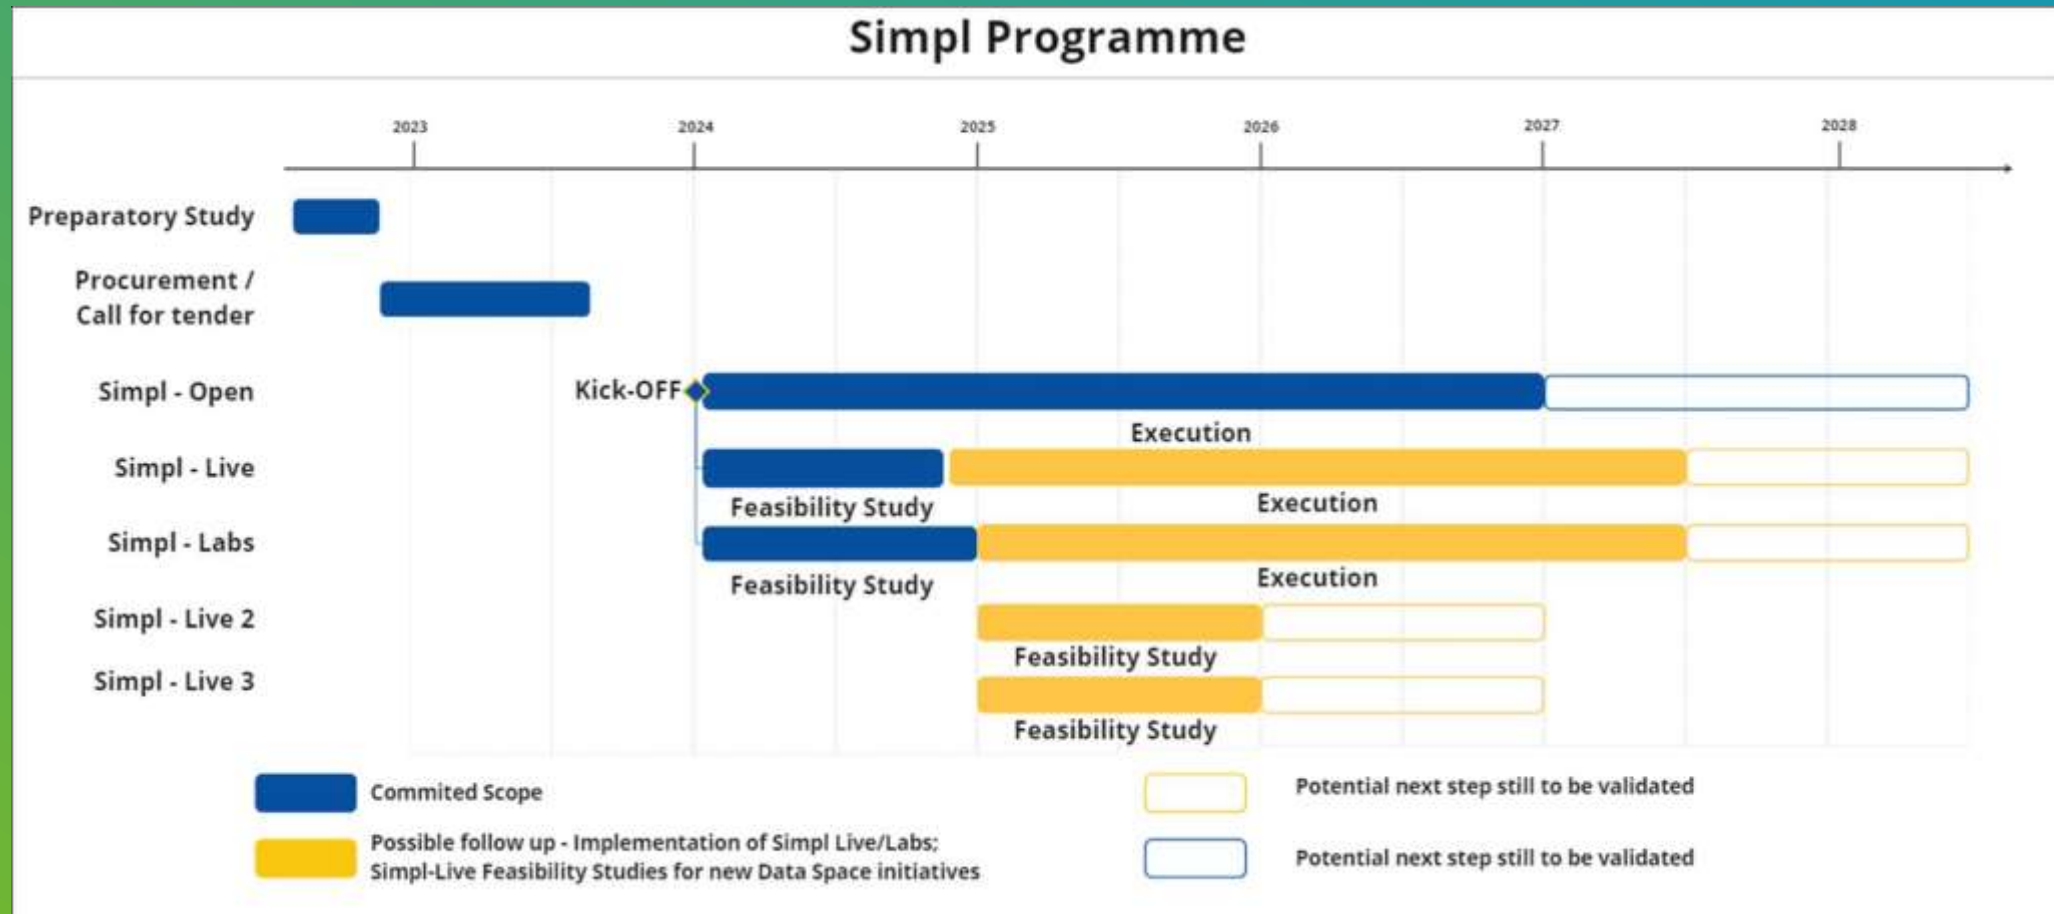 Simpl Programme
2023
2024
2025
2026
2027
2028
Preparatory Study
Procurement /
Call for tender
Simpl - Open
Kick-OFF
Execution
Simpl - Live
Feasibility Study
Execution
Simpl - Labs
Feasibility Study
Execution
Simpl - Live 2
Feasibility Study
Simpl - Live 3
Feasibility Study
Commited Scope
Possible follow up - Implementation of Simpl Live/Labs;
Simpl-Live Feasibility Studies for new Data Space initiatives
Potential next step still to be validated
Potential next step still to be validated